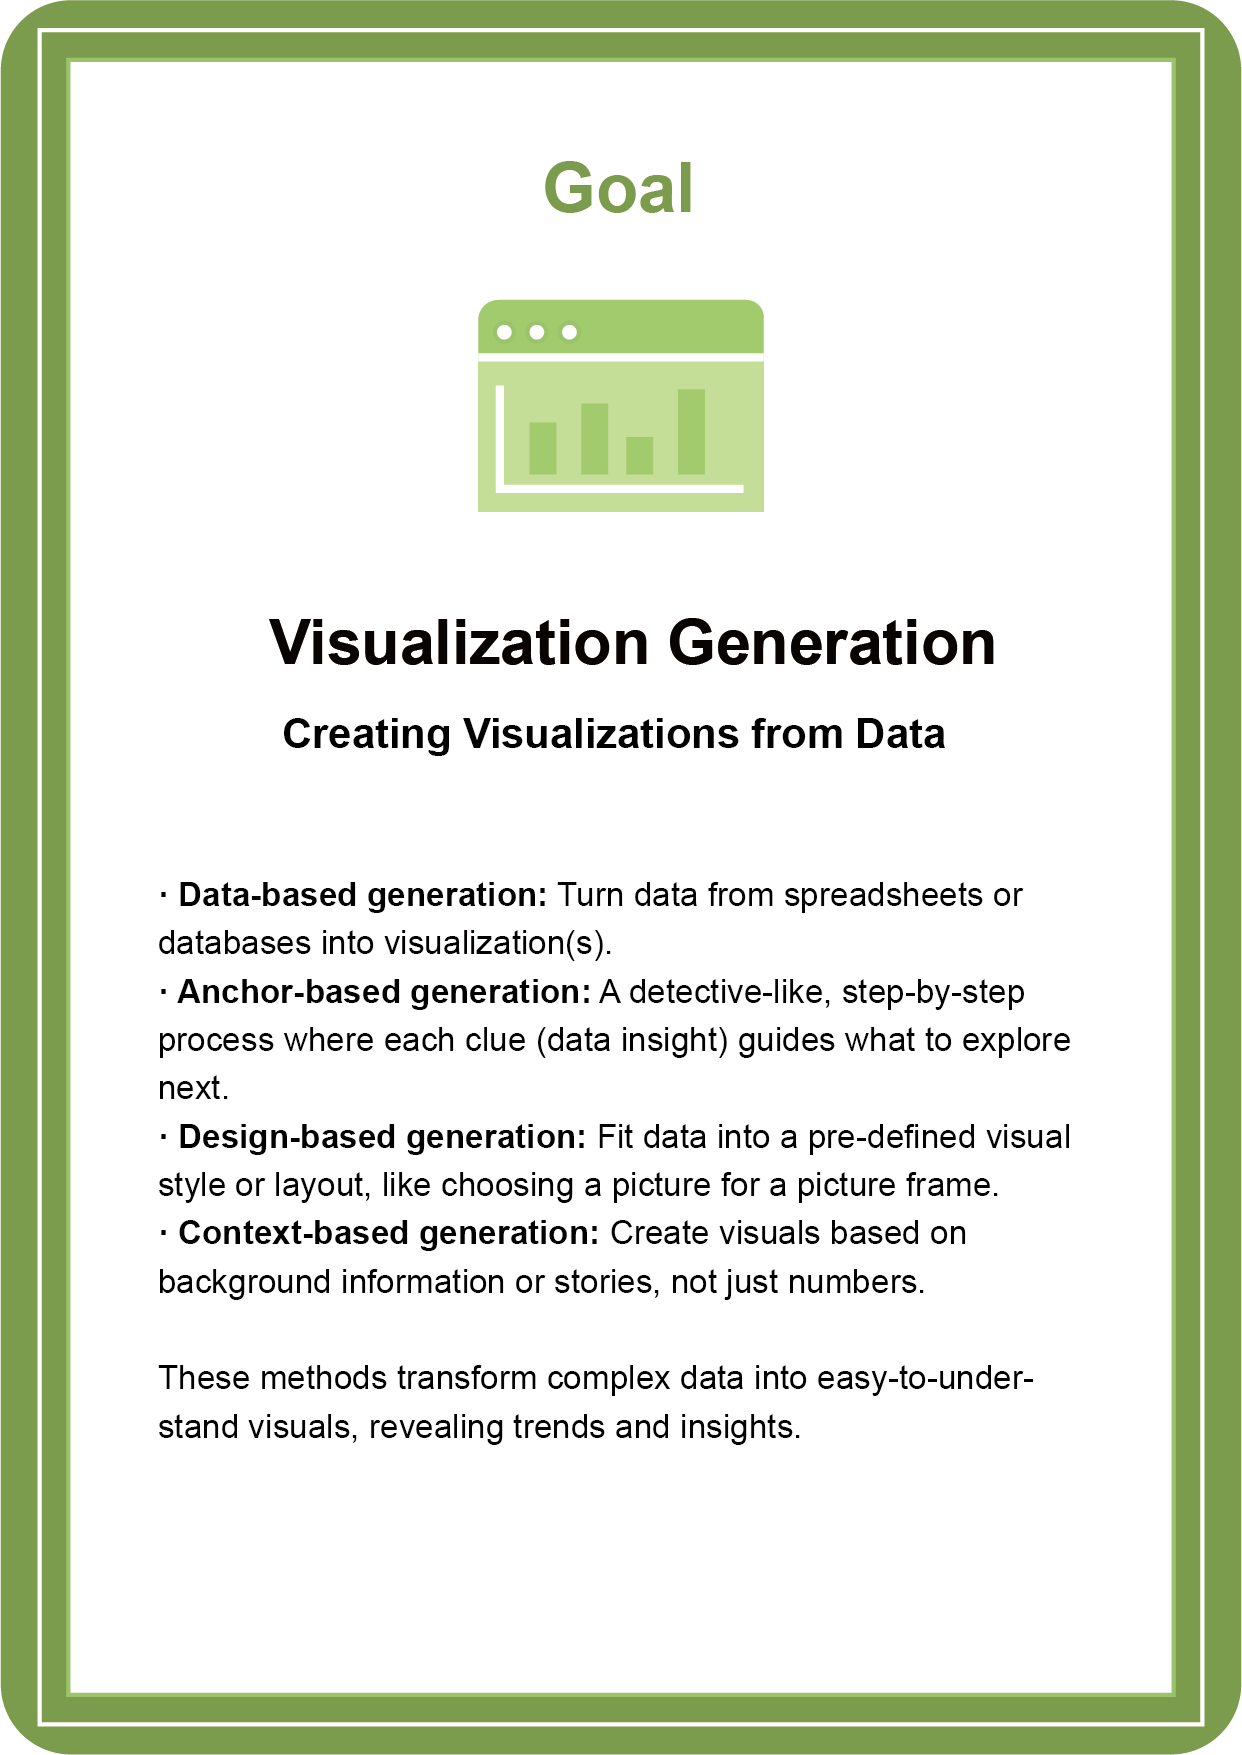 Goal
Visualization Generation
Creating Visualizations from Data
· Data-based generation: Turn data from spreadsheets or
databases into visualization(s).
· Anchor-based generation: A detective-like, step-by-step
process where each clue (data insight) guides what to explore
next.
· Design-based generation: Fit data into a pre-defined visual
style or layout, like choosing a picture for a picture frame.
· Context-based generation: Create visuals based on
background information or stories, not just numbers.
These methods transform complex data into easy-to-under-
stand visuals, revealing trends and insights.